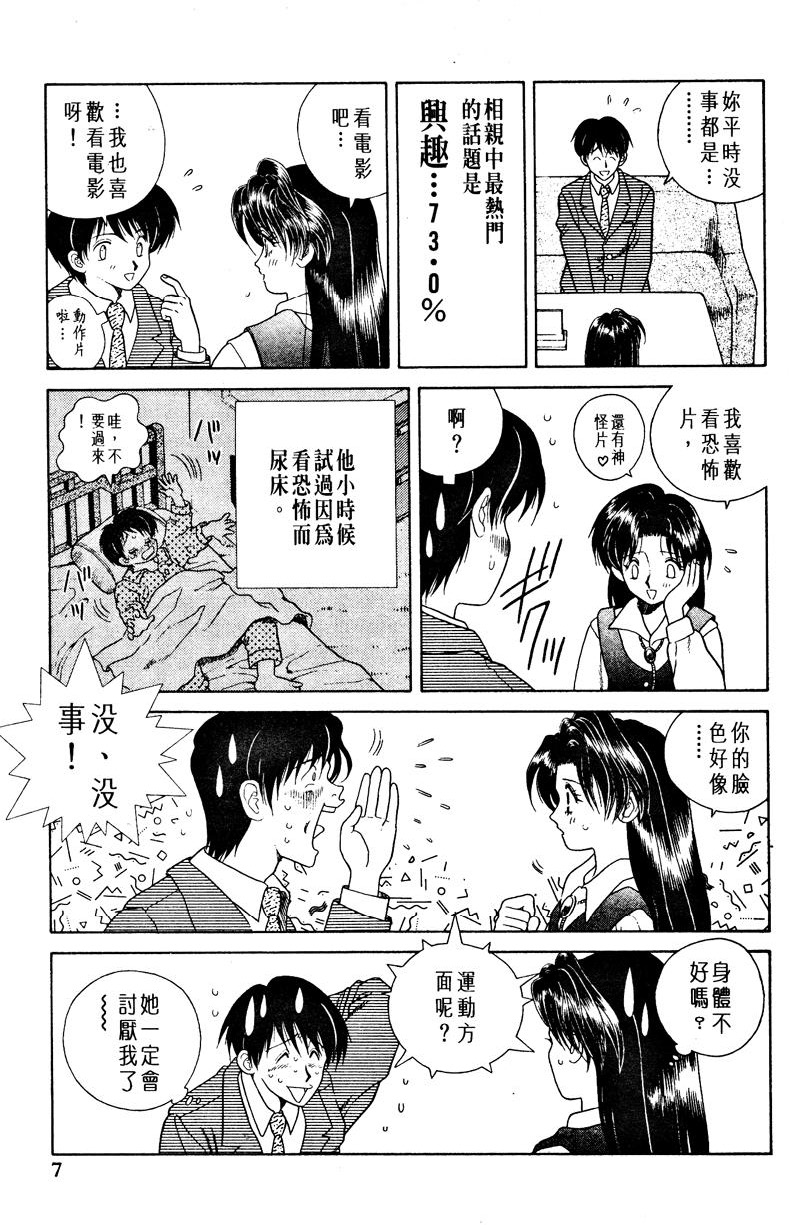 妳平時没
事都是…
………
相親中最熱門
的話題是
興趣…73.0％
看電影
吧…
…我也喜
歡看電影
呀！
動作片
啦…
我喜歡
看恐怖
片，
還有神
怪片♡
啊？
他小時候
試過因爲
看恐怖而
尿床。
哇，不
要過來
！
你的臉
色好像
……
没、没
事！
身體不
好嗎？
運動方
面呢？
她一定會
討厭我了
7